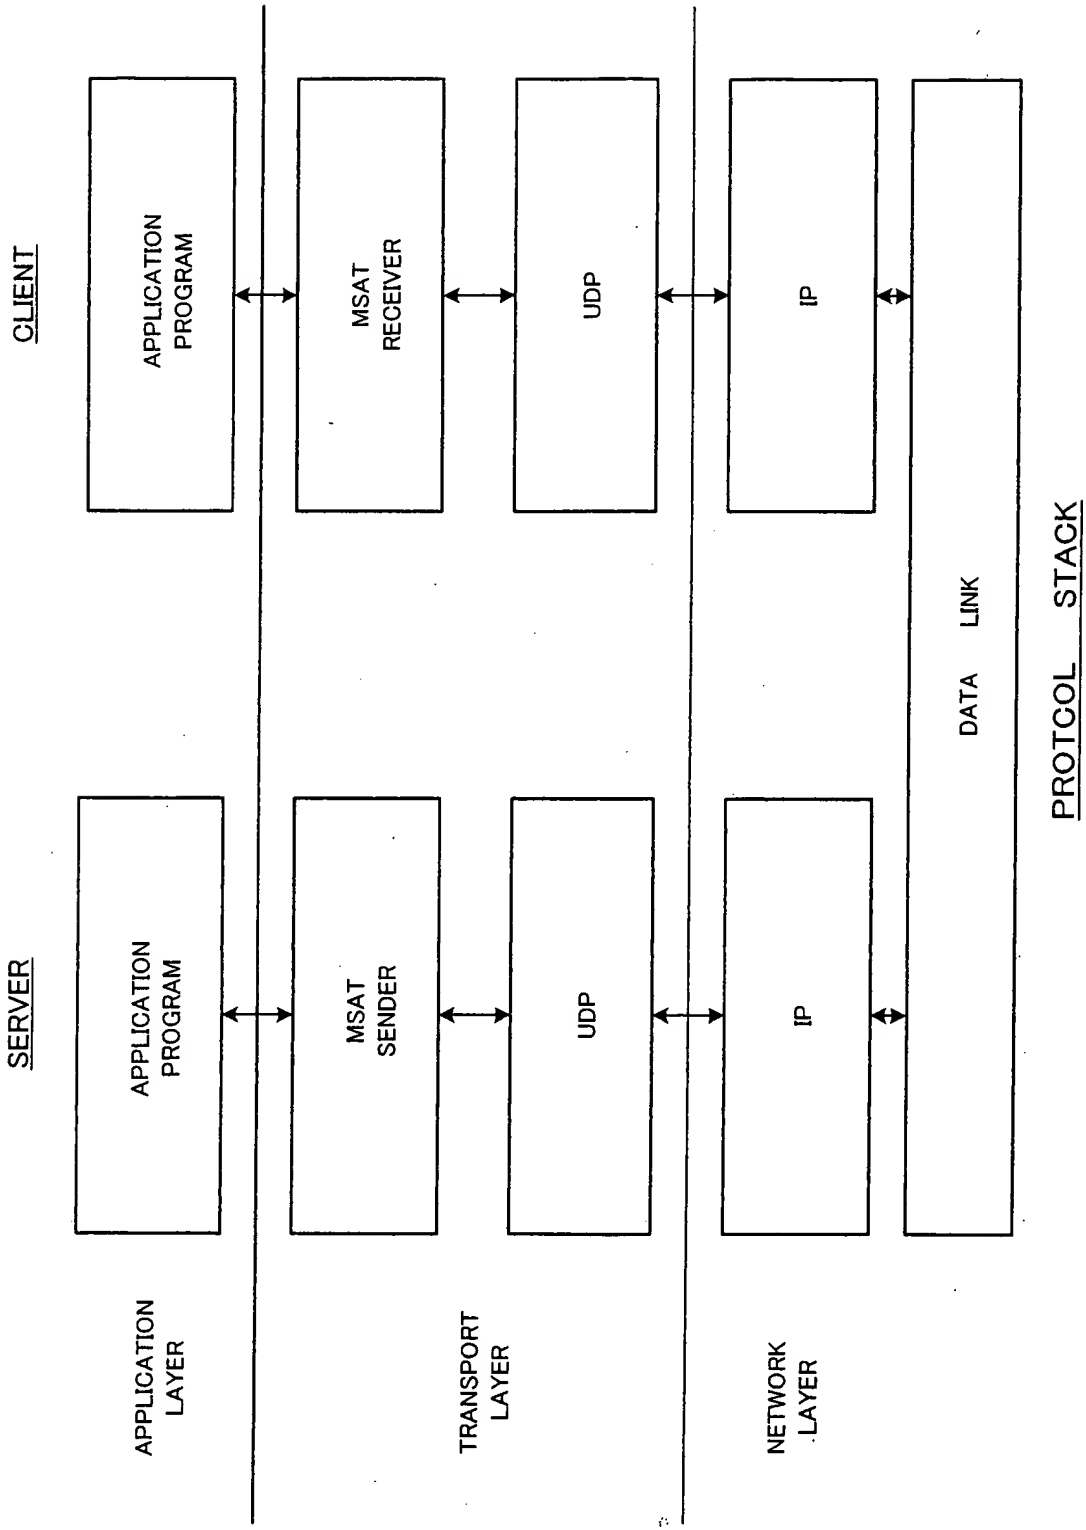 SERVER
CLIENT
APPLICATION
LAYER
APPLICATION
PROGRAM
APPLICATION
PROGRAM
TRANSPORT
LAYER
MSAT
SENDER
MSAT
RECEIVER
UDP
UDP
NETWORK
LAYER
IP
IP
DATA LINK
PROTCOL STACK